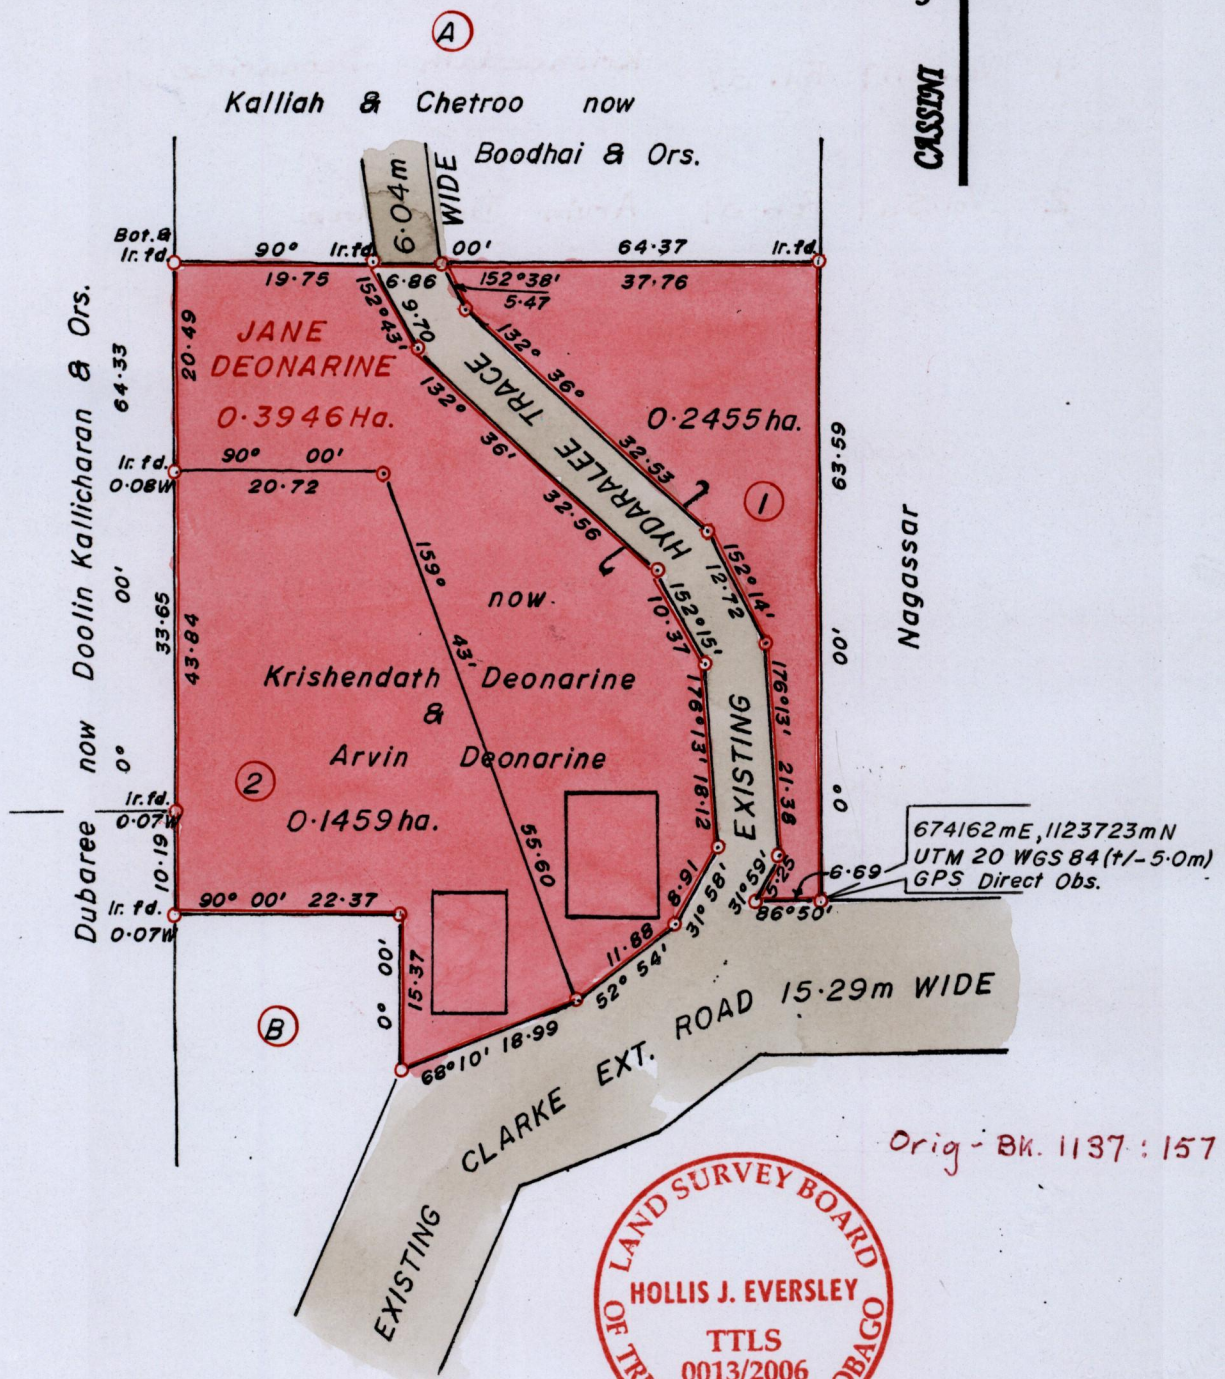 A
CASSINI
Kalliah & Chetroo now
Boodhai & Ors.
6.04m
WIDE
Bot.&
Ir. fd.
90°
Ir.fd.
00'
64.37
Ir.fd.
19.75
6.86
152°38'
5.47
37.76
152°43'
9.70
20.49
JANE
DEONARINE
0.3946 Ha.
132°
36°
32.53
0.2455ha.
1
63.59
64.33
132°
36'
32.56
HYDARALEE TRACE
Ir. fd.
0.08W
90° 00'
20.72
152°14'
12.72
Nagassar
159°
43'
55.60
now
152°15'
10.37
Krishendath Deonarine
&
Arvin Deonarine
00'
33.65
43.84
0°
Dubaree now Doolin Kallicharan & Ors.
176°13' 18.12
EXISTING
176°13' 21.38
00'
0°
2
0.1459ha.
Ir. fd.
0.07W
10.19
674162mE, 1123723mN
UTM 20 WGS 84 (+/-5.0m)
GPS Direct Obs.
6.69
31°59'
5.25
86°50'
8.91
31° 58'
Ir. fd.
0.07W
90° 00' 22.37
11.88
52° 54'
00'
0°
15.37
B
68°10' 18.99
EXISTING CLARKE EXT. ROAD 15.29m WIDE
Orig - BK. 1137 : 157
LAND SURVEY BOARD
HOLLIS J. EVERSLEY
TTLS
0013/2006
OF